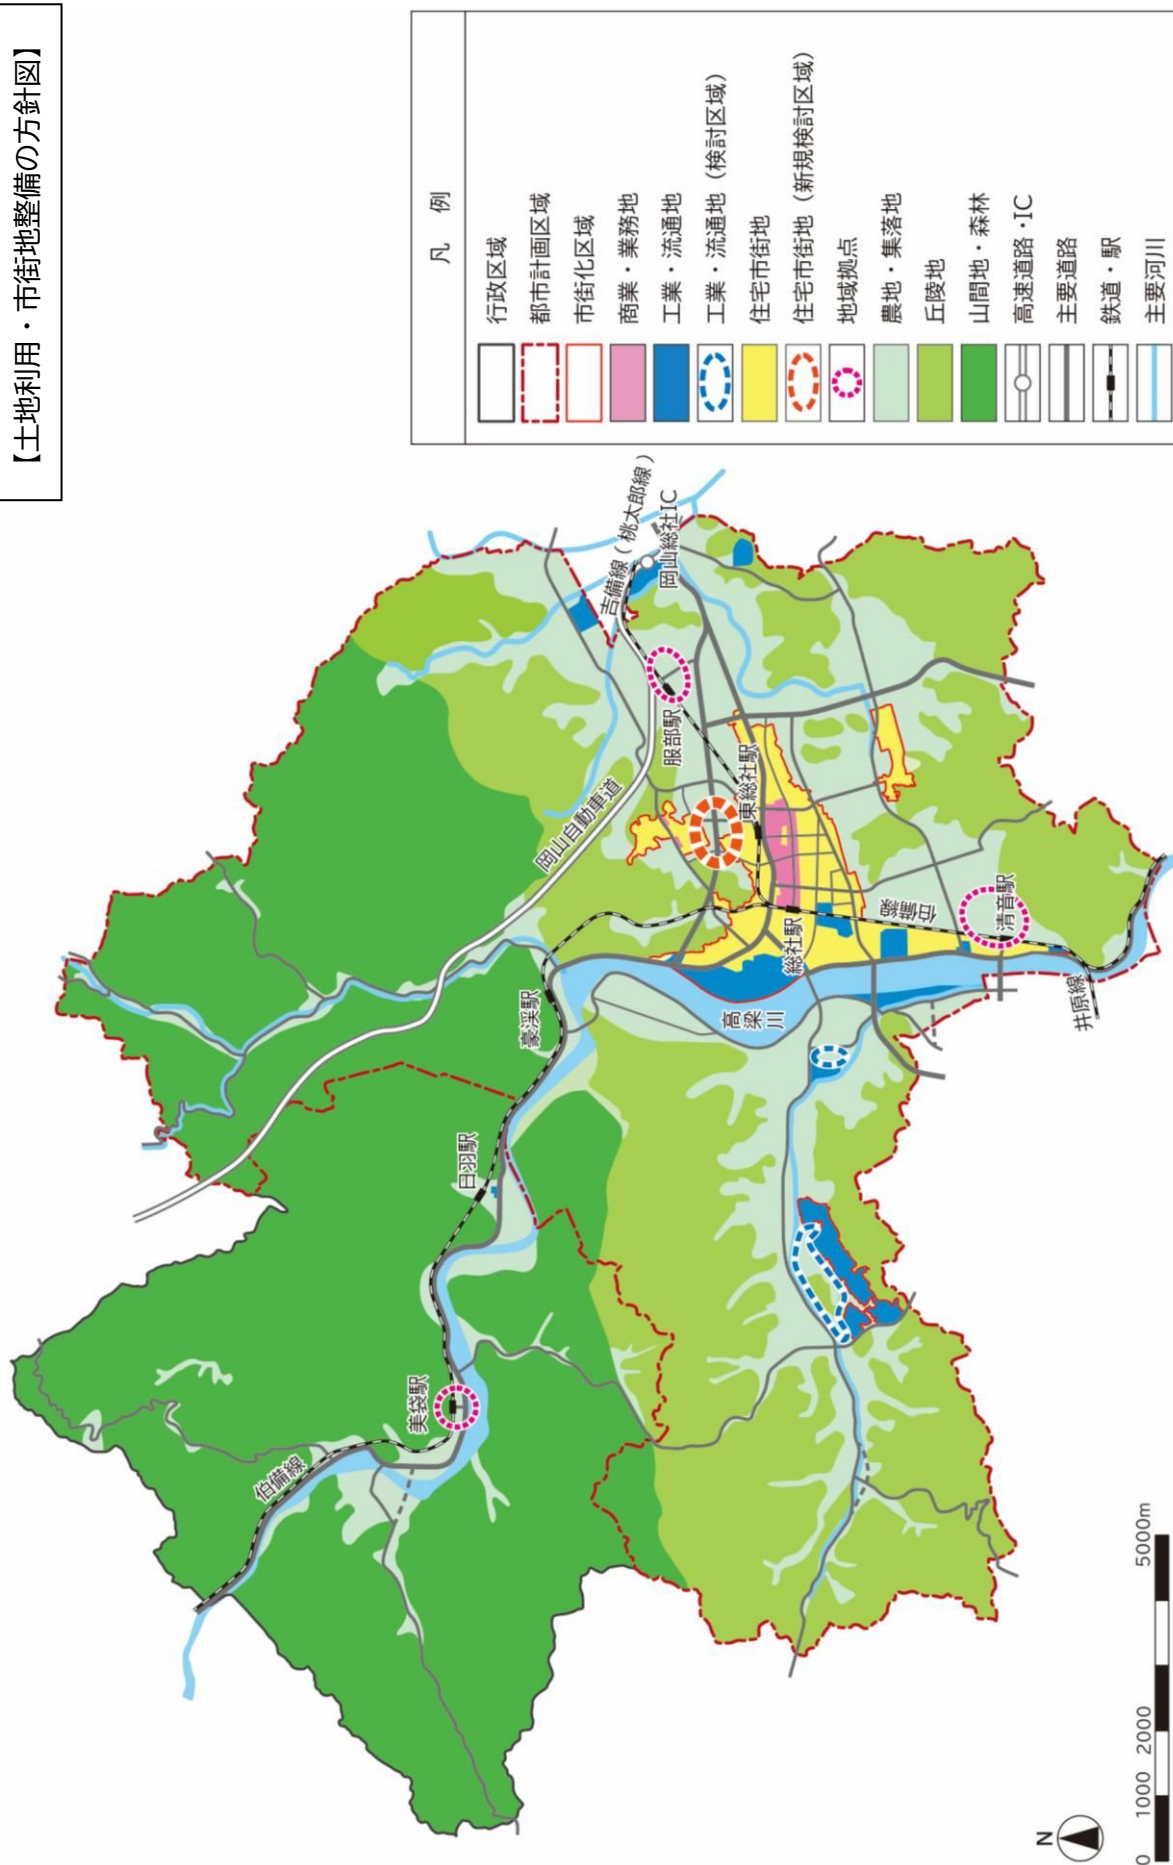 【土地利用・市街地整備の方針図】
凡　例
行政区域
都市計画区域
市街化区域
商業・業務地
工業・流通地
工業・流通地（検討区域）
住宅市街地
住宅市街地（新規検討区域）
地域拠点
農地・集落地
丘陵地
山間地・森林
高速道路・IC
主要道路
鉄道・駅
主要河川
伯備線
美袋駅
日羽駅
豪渓駅
岡山自動車道
吉備線（桃太郎線）
岡山総社IC
服部駅
東総社駅
総社駅
高梁川
伯備線
清音駅
井原線
N
0 1000 2000 5000m